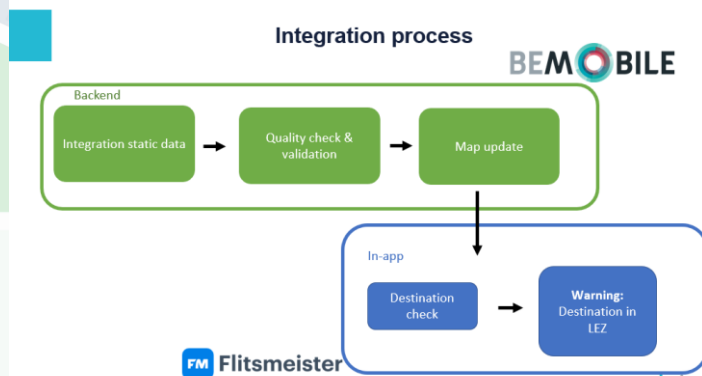 Integration process
BEMOBILE
Backend
Integration static data
Quality check &
validation
Map update
In-app
Destination
check
Warning:
Destination in
LEZ
FM Flitsmeister